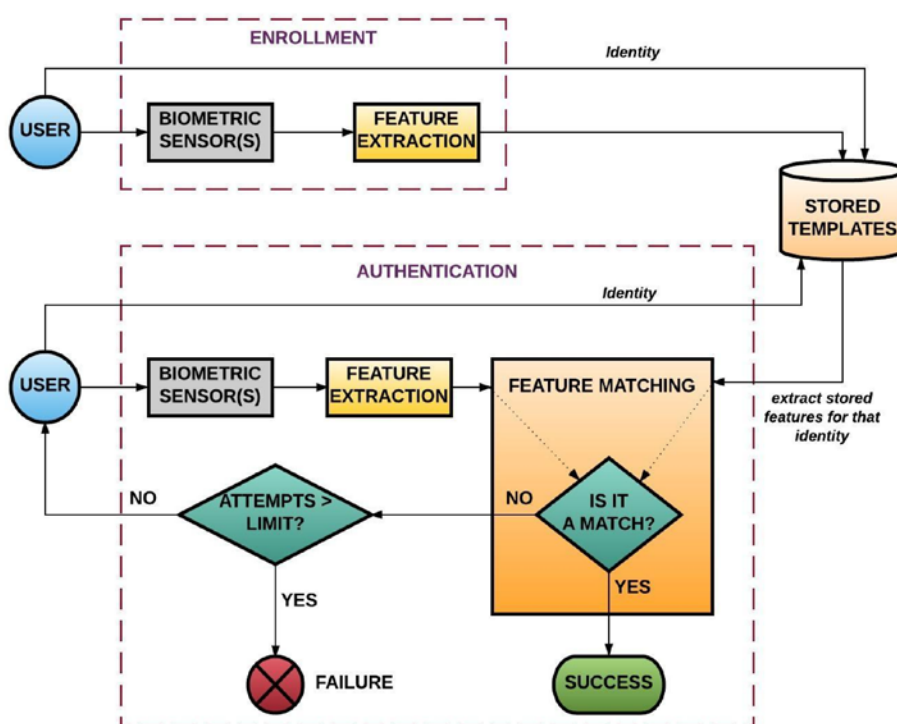 ENROLLMENT
Identity
USER
BIOMETRIC
SENSOR(S)
FEATURE
EXTRACTION
STORED
TEMPLATES
AUTHENTICATION
Identity
USER
BIOMETRIC
SENSOR(S)
FEATURE
EXTRACTION
FEATURE MATCHING
extract stored
features for that
identity
NO
ATTEMPTS >
LIMIT?
NO
IS IT
A MATCH?
YES
YES
FAILURE
SUCCESS